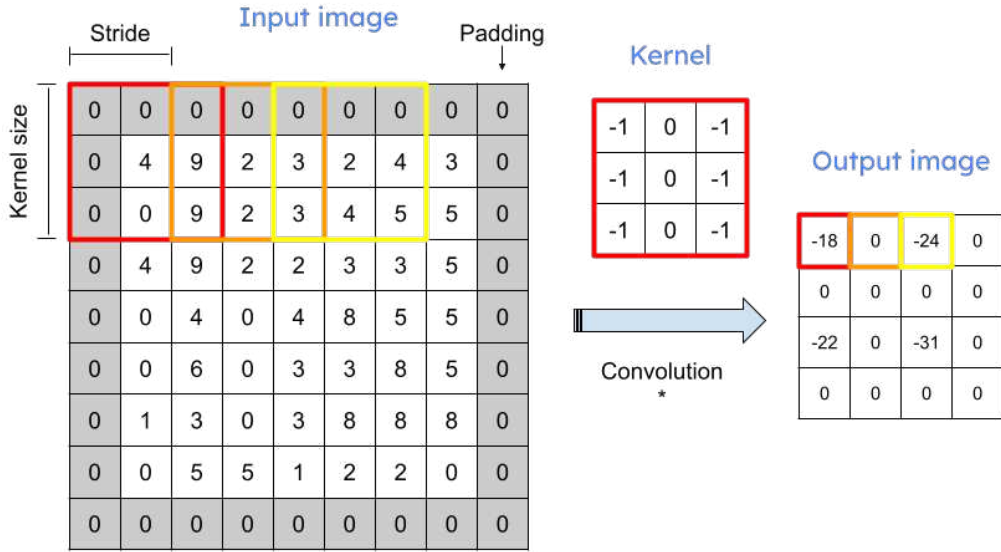 Input image
Stride
Padding
Kernel size
0 0 0 0 0 0 0 0 0
0 4 9 2 3 2 4 3 0
0 0 9 2 3 4 5 5 0
0 4 9 2 2 3 3 5 0
0 0 4 0 4 8 5 5 0
0 0 6 0 3 3 8 5 0
0 1 3 0 3 8 8 8 0
0 0 5 5 1 2 2 0 0
0 0 0 0 0 0 0 0 0
Kernel
-1 0 -1
-1 0 -1
-1 0 -1
Convolution
*
Output image
-18 0 -24 0
0 0 0 0
-22 0 -31 0
0 0 0 0